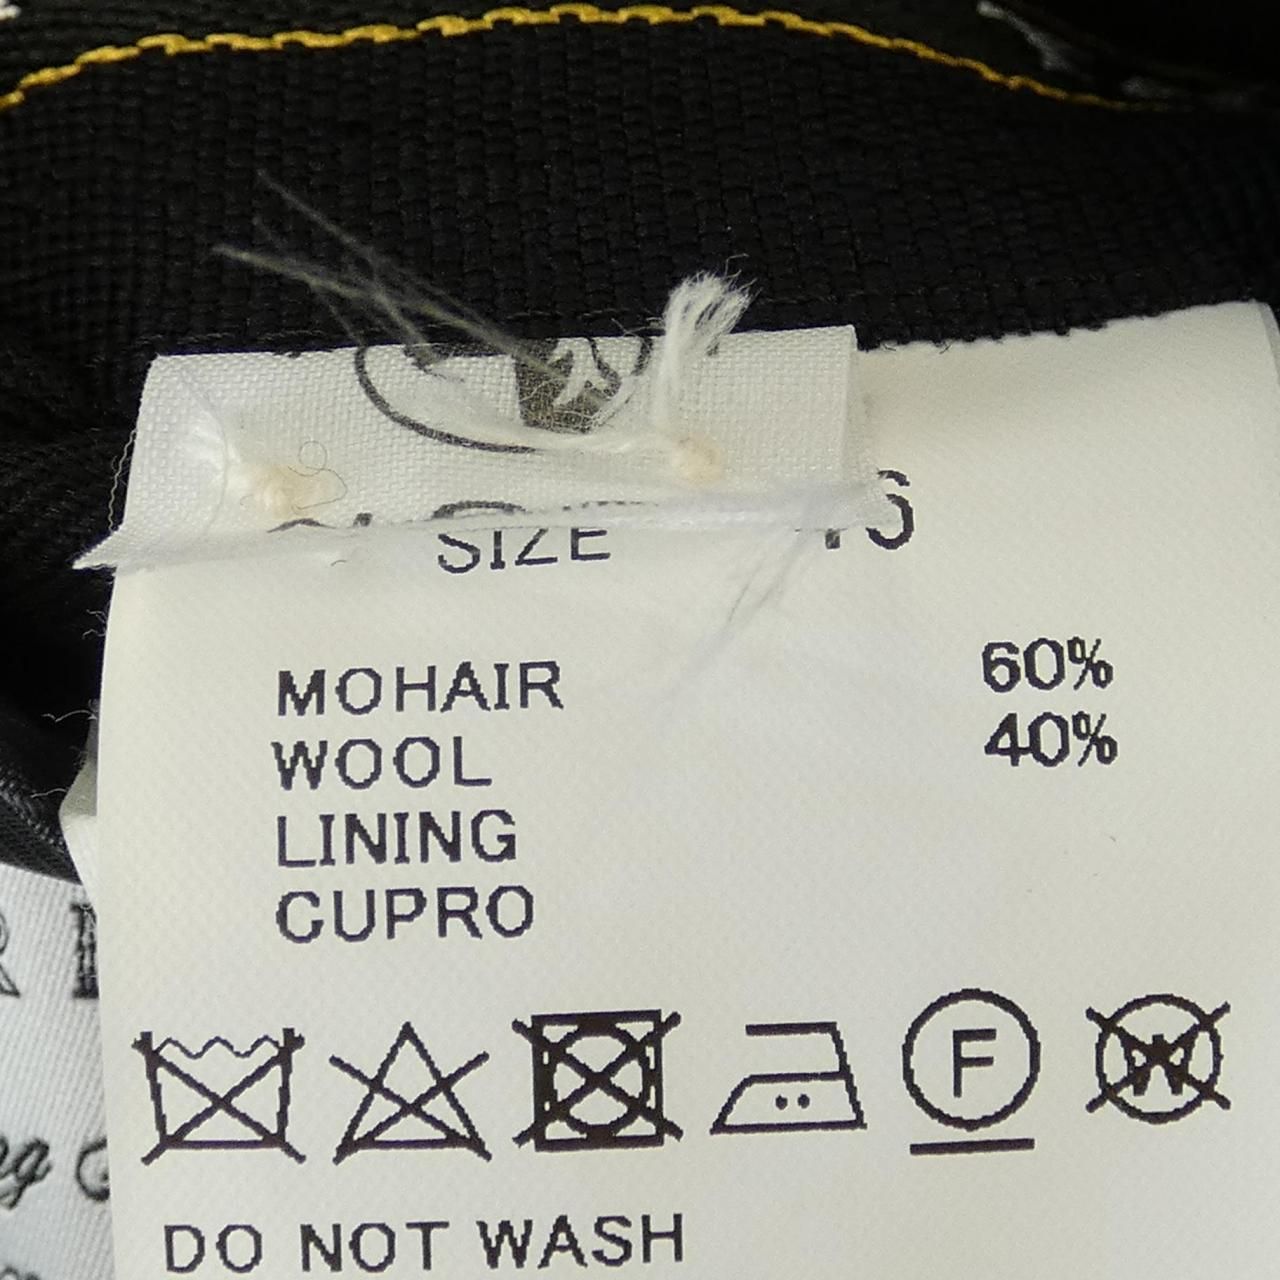 SIZE
MOHAIR 60%
WOOL 40%
LINING
CUPRO
F
W
DO NOT WASH